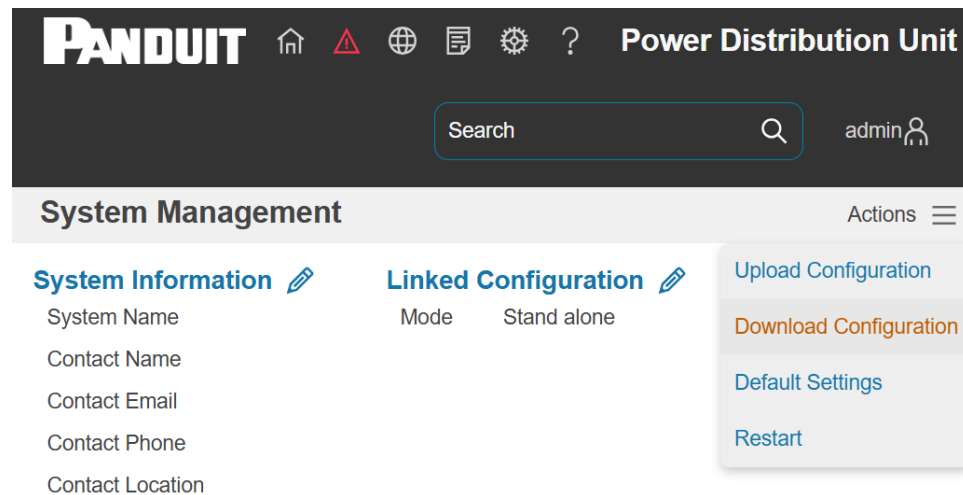 PANDUIT ? Power Distribution Unit
Search admin
System Management Actions
System Information Linked Configuration Upload Configuration
System Name Mode Stand alone Download Configuration
Contact Name
Contact Email Default Settings
Contact Phone Restart
Contact Location